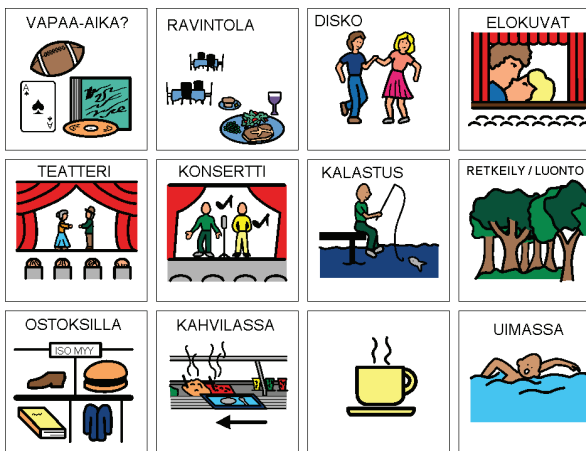 VAPAA-AIKA?
RAVINTOLA
DISKO
ELOKUVAT
TEATTERI
KONSERTTI
KALASTUS
RETKEILY / LUONTO
OSTOKSILLA
ISO MYY
KAHVILASSA
UIMASSA
A
A